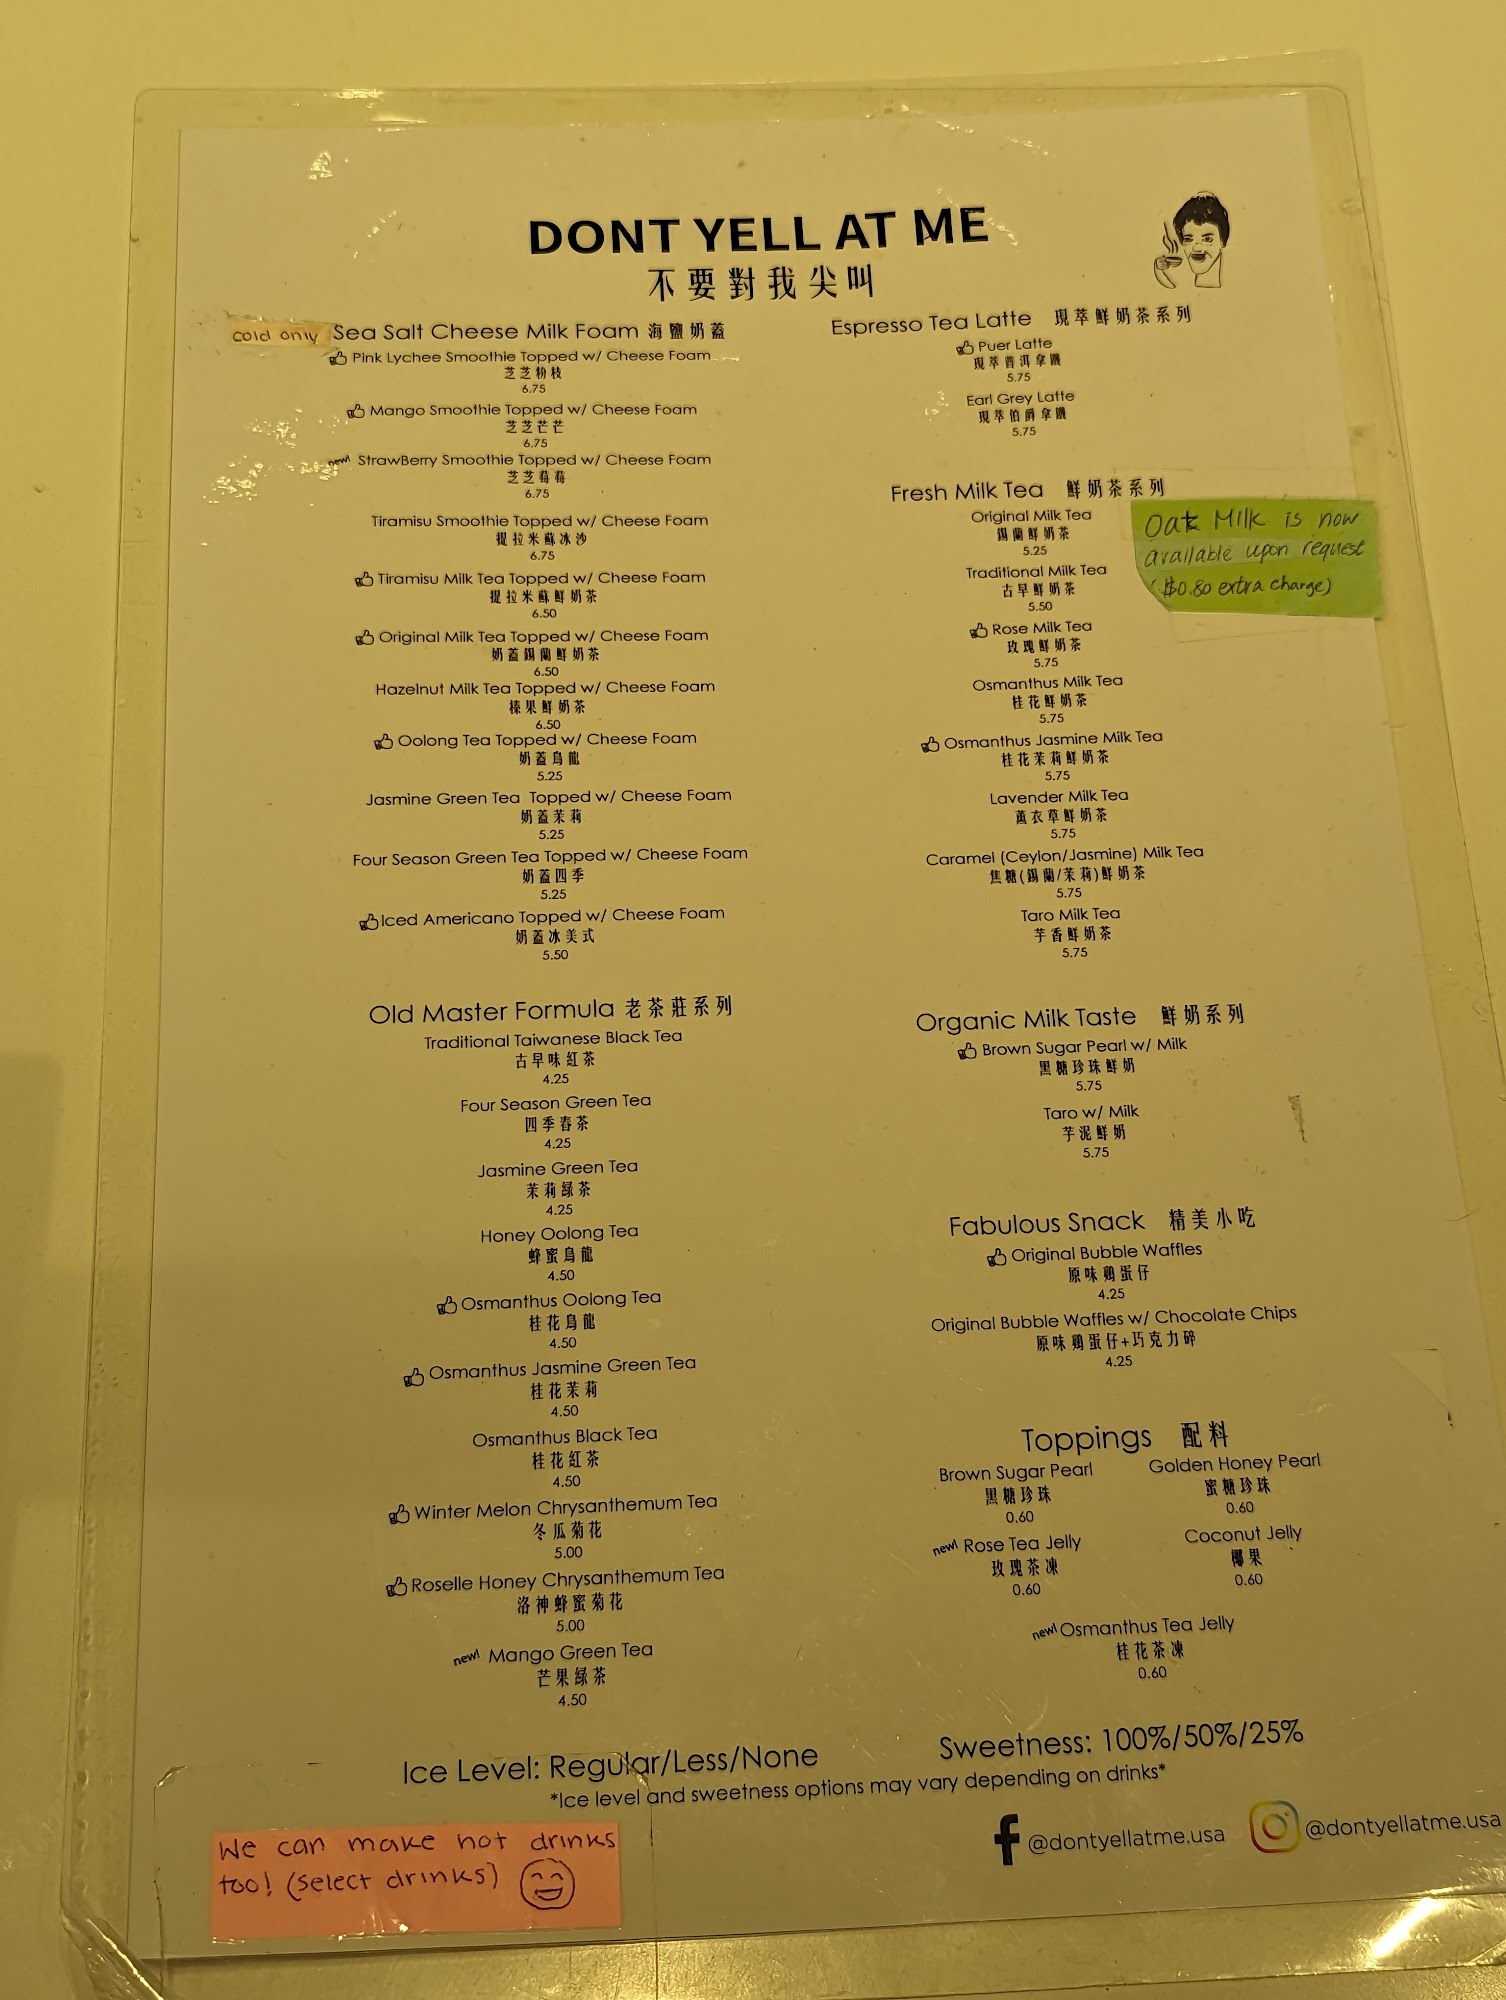 DONT YELL AT ME
不要對我尖叫
cold only
Sea Salt Cheese Milk Foam 海鹽奶蓋
Pink Lychee Smoothie Topped w/ Cheese Foam
芝芝粉枝
6.75
Mango Smoothie Topped w/ Cheese Foam
芝芝芒芒
6.75
new! StrawBerry Smoothie Topped w/ Cheese Foam
芝芝莓莓
6.75
Tiramisu Smoothie Topped w/ Cheese Foam
提拉米蘇冰沙
6.75
Tiramisu Milk Tea Topped w/ Cheese Foam
提拉米蘇鮮奶茶
6.50
Original Milk Tea Topped w/ Cheese Foam
奶蓋錫蘭鮮奶茶
6.50
Hazelnut Milk Tea Topped w/ Cheese Foam
榛果鮮奶茶
6.50
Oolong Tea Topped w/ Cheese Foam
奶蓋烏龍
5.25
Jasmine Green Tea Topped w/ Cheese Foam
奶蓋茉莉
5.25
Four Season Green Tea Topped w/ Cheese Foam
奶蓋四季
5.25
Iced Americano Topped w/ Cheese Foam
奶蓋冰美式
5.50
Old Master Formula 老茶莊系列
Traditional Taiwanese Black Tea
古早味紅茶
4.25
Four Season Green Tea
四季春茶
4.25
Jasmine Green Tea
茉莉綠茶
4.25
Honey Oolong Tea
蜂蜜烏龍
4.50
Osmanthus Oolong Tea
桂花烏龍
4.50
Osmanthus Jasmine Green Tea
桂花茉莉
4.50
Osmanthus Black Tea
桂花紅茶
4.50
Winter Melon Chrysanthemum Tea
冬瓜菊花
5.00
Roselle Honey Chrysanthemum Tea
洛神蜂蜜菊花
5.00
new! Mango Green Tea
芒果綠茶
4.50
Espresso Tea Latte 現萃鮮奶茶系列
Puer Latte
現萃普洱拿鐵
5.75
Earl Grey Latte
現萃伯爵拿鐵
5.75
Fresh Milk Tea 鮮奶茶系列
Original Milk Tea
錫蘭鮮奶茶
5.25
Traditional Milk Tea
古早鮮奶茶
5.50
Rose Milk Tea
玫瑰鮮奶茶
5.75
Osmanthus Milk Tea
桂花鮮奶茶
5.75
Osmanthus Jasmine Milk Tea
桂花茉莉鮮奶茶
5.75
Lavender Milk Tea
薰衣草鮮奶茶
5.75
Caramel (Ceylon/Jasmine) Milk Tea
焦糖(錫蘭/茉莉)鮮奶茶
5.75
Taro Milk Tea
芋香鮮奶茶
5.75
Oat Milk is now
available upon request
($0.80 extra charge)
Organic Milk Taste 鮮奶系列
Brown Sugar Pearl w/ Milk
黑糖珍珠鮮奶
5.75
Taro w/ Milk
芋泥鮮奶
5.75
Fabulous Snack 精美小吃
Original Bubble Waffles
原味鷄蛋仔
4.25
Original Bubble Waffles w/ Chocolate Chips
原味鷄蛋仔+巧克力碎
4.25
Toppings 配料
Brown Sugar Pearl
黑糖珍珠
0.60
Golden Honey Pearl
蜜糖珍珠
0.60
new! Rose Tea Jelly
玫瑰茶凍
0.60
Coconut Jelly
椰果
0.60
new! Osmanthus Tea Jelly
桂花茶凍
0.60
Ice Level: Regular/Less/None
Sweetness: 100%/50%/25%
*Ice level and sweetness options may vary depending on drinks*
@dontyellatme.usa
@dontyellatme.usa
We can make hot drinks
too! (select drinks)